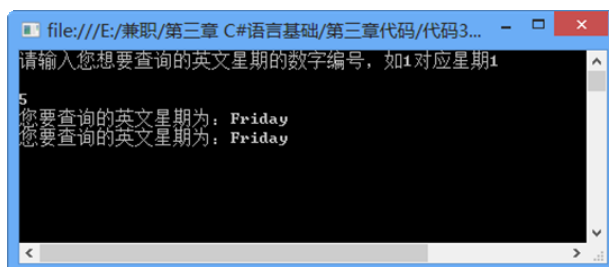 file:///E:/兼职/第三章 C#语言基础/第三章代码/代码3...
请输入您想要查询的英文星期的数字编号，如1对应星期1
5
您要查询的英文星期为：Friday
您要查询的英文星期为：Friday